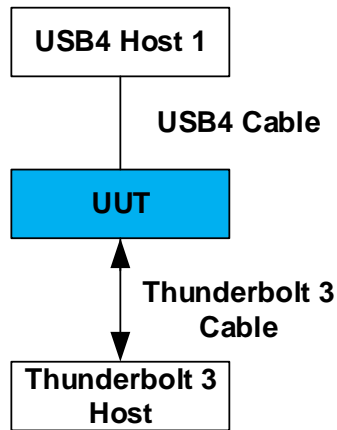 USB4 Host 1
USB4 Cable
UUT
Thunderbolt 3
Cable
Thunderbolt 3
Host